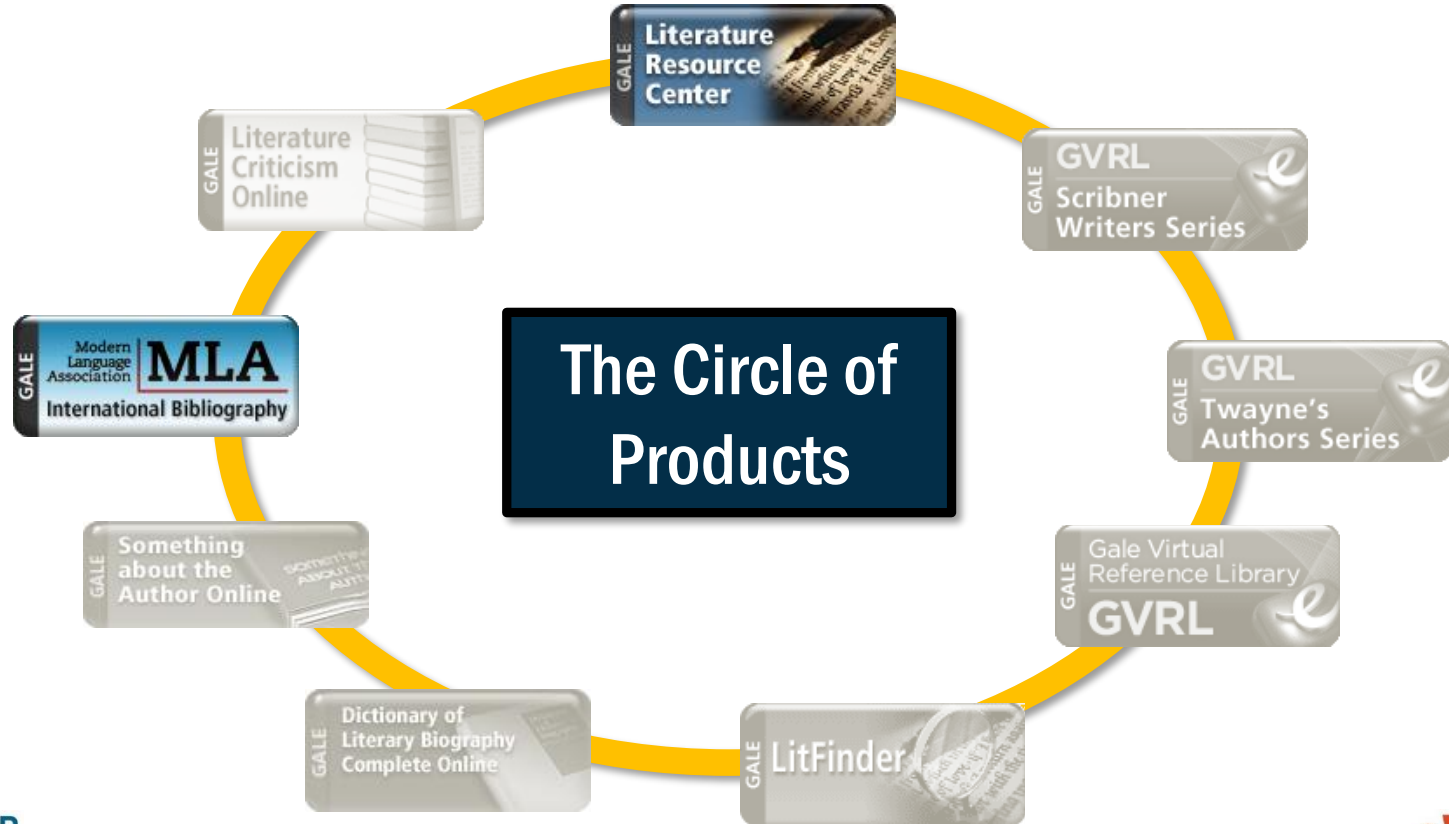 GALE
Literature
Resource
Center
GALE
GVRL
Scribner
Writers Series
GALE
GVRL
Twayne's
Authors Series
GALE
Gale Virtual
Reference Library
GVRL
GALE
LitFinder
GALE
Dictionary of
Literary Biography
Complete Online
GALE
Something
about the
Author Online
GALE
Modern
Language
Association
MLA
International Bibliography
GALE
Literature
Criticism
Online
The Circle of
Products